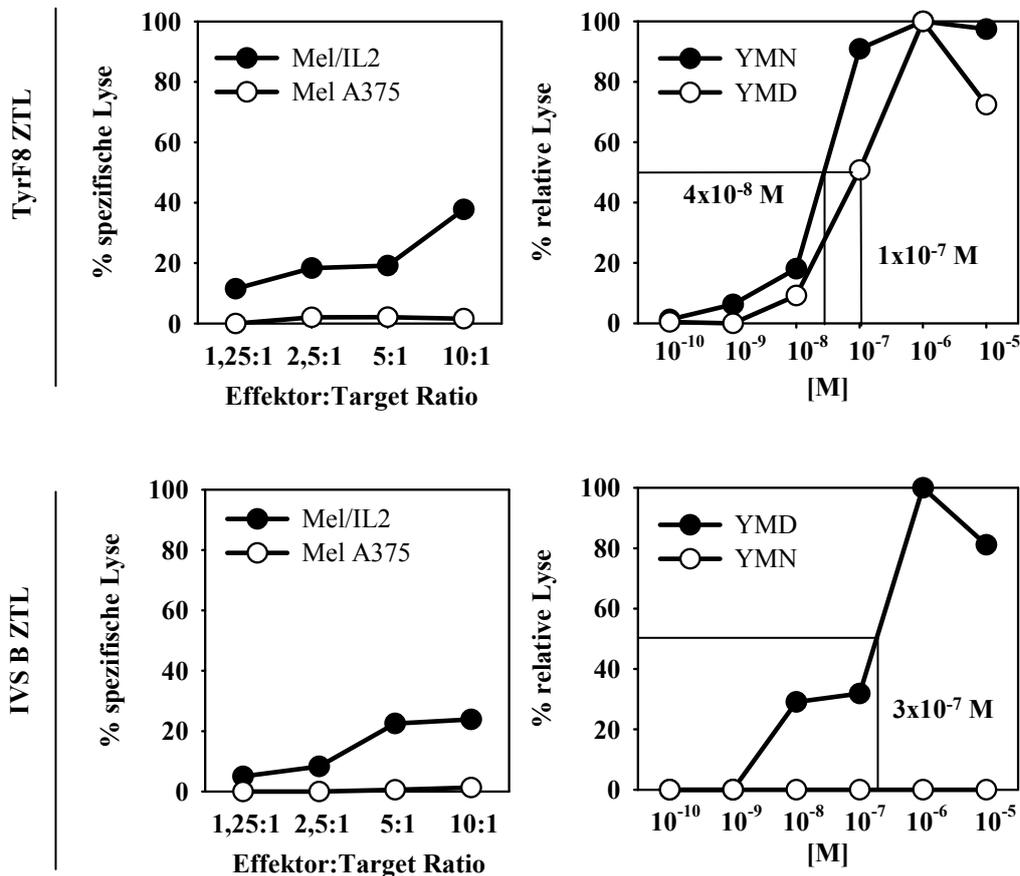 TyrF8 ZTL
% spezifische Lyse
100
80
60
40
20
0
Mel/IL2
Mel A375
1,25:1 2,5:1 5:1 10:1
Effektor:Target Ratio
% relative Lyse
100
80
60
40
20
0
YMN
YMD
4x10⁻⁸ M
1x10⁻⁷ M
10⁻¹⁰ 10⁻⁹ 10⁻⁸ 10⁻⁷ 10⁻⁶ 10⁻⁵
[M]
IVS B ZTL
% spezifische Lyse
100
80
60
40
20
0
Mel/IL2
Mel A375
1,25:1 2,5:1 5:1 10:1
Effektor:Target Ratio
% relative Lyse
100
80
60
40
20
0
YMD
YMN
3x10⁻⁷ M
10⁻¹⁰ 10⁻⁹ 10⁻⁸ 10⁻⁷ 10⁻⁶ 10⁻⁵
[M]